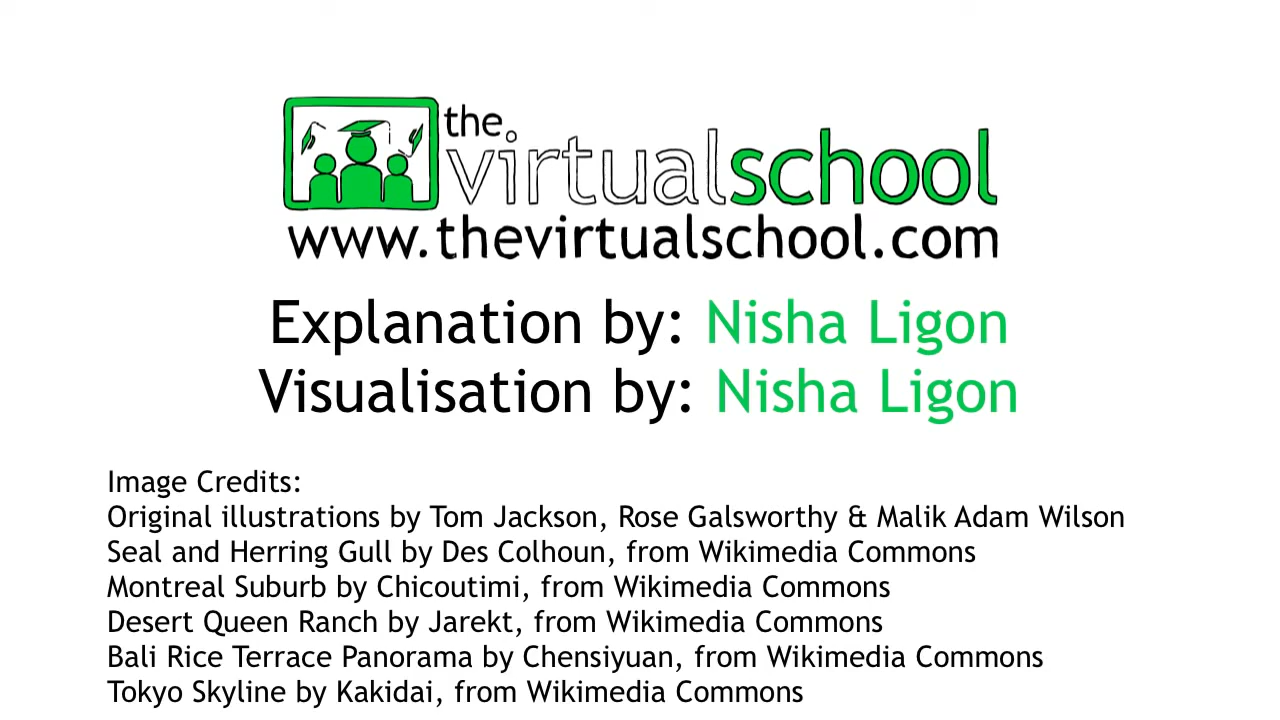 the
virtualschool
www.thevirtualschool.com
Explanation by: Nisha Ligon
Visualisation by: Nisha Ligon
Image Credits:
Original illustrations by Tom Jackson, Rose Galsworthy & Malik Adam Wilson
Seal and Herring Gull by Des Colhoun, from Wikimedia Commons
Montreal Suburb by Chicoutimi, from Wikimedia Commons
Desert Queen Ranch by Jarekt, from Wikimedia Commons
Bali Rice Terrace Panorama by Chensiyuan, from Wikimedia Commons
Tokyo Skyline by Kakidai, from Wikimedia Commons